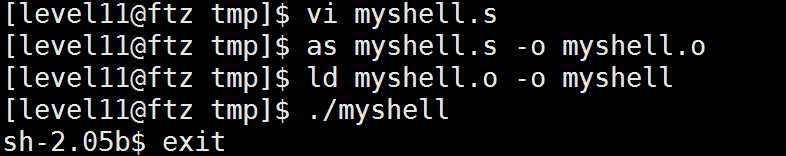 [level11@ftz tmp]$ vi myshell.s
[level11@ftz tmp]$ as myshell.s -o myshell.o
[level11@ftz tmp]$ ld myshell.o -o myshell
[level11@ftz tmp]$ ./myshell
sh-2.05b$ exit